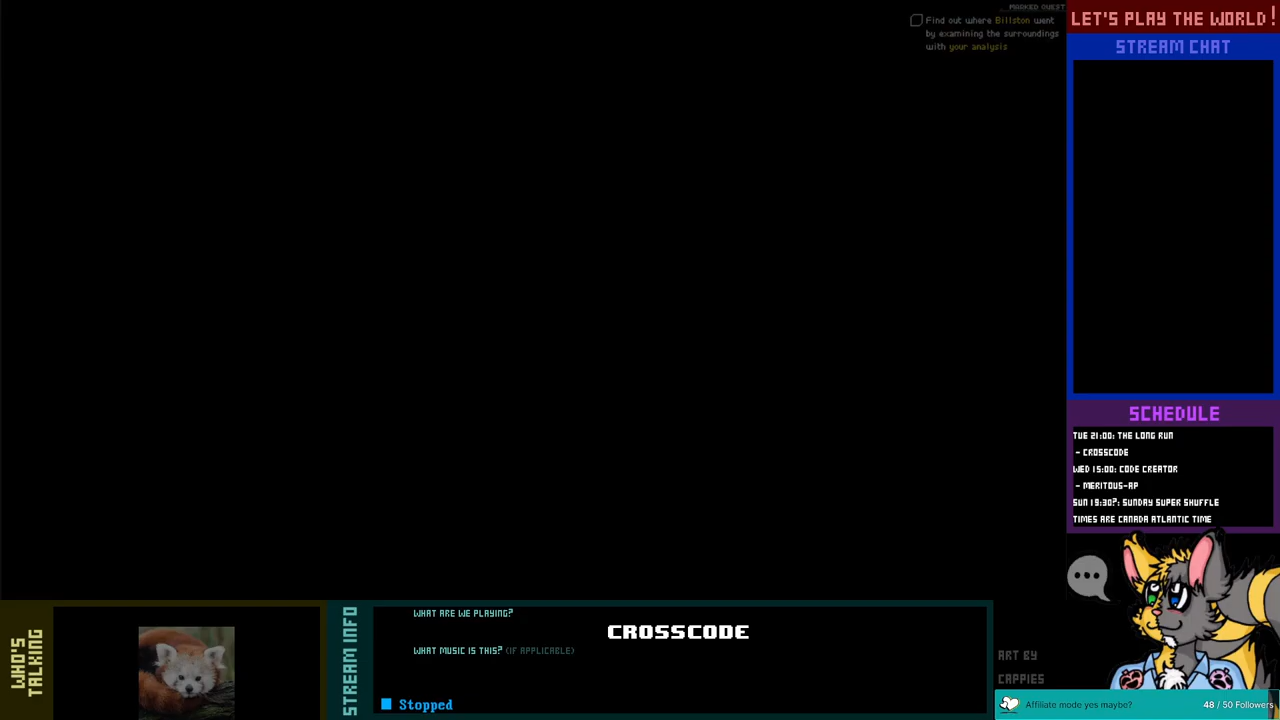 MARKED QUEST
Find out where Billston went
by examining the surroundings
with your analysis
LET'S PLAY THE WORLD!
STREAM CHAT
SCHEDULE
TUE 21:00: THE LONG RUN
- CROSSCODE
WED 15:00: CODE CREATOR
- MERITOUS-AP
SUN 19:30?: SUNDAY SUPER SHUFFLE
TIMES ARE CANADA ATLANTIC TIME
WHO'S
TALKING
STREAM INFO
WHAT ARE WE PLAYING?
CROSSCODE
WHAT MUSIC IS THIS? (IF APPLICABLE)
Stopped
ART BY
CAPPIES
Affiliate mode yes maybe? 48 / 50 Followers